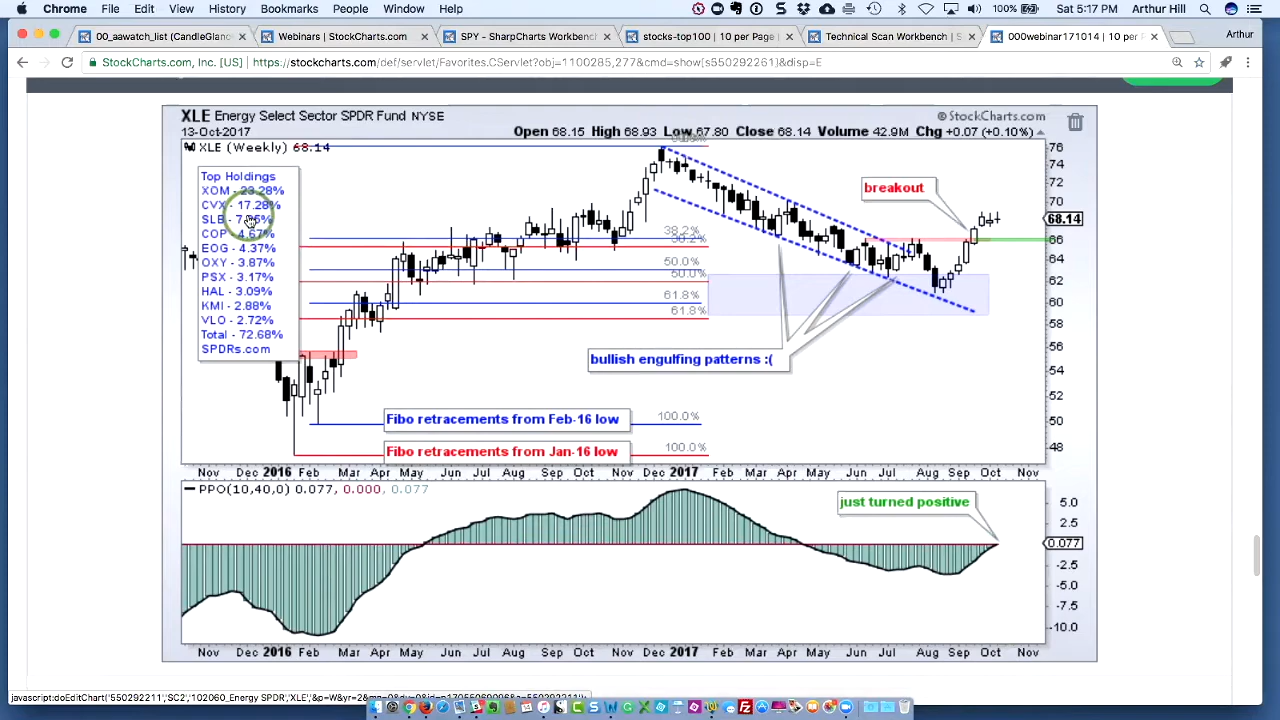 Chrome File Edit View History Bookmarks People Window Help 100% Sat 5:17 PM Arthur Hill
00_aawatch_list (CandleGlanc Webinars | StockCharts.com SPY - SharpCharts Workbench stocks-top100 | 10 per Page | Technical Scan Workbench | S 000webinar171014 | 10 per P Arthur
StockCharts.com, Inc. [US] https://stockcharts.com/def/servlet/Favorites.CServlet?obj=1100285,277&cmd=show[s550292261]&disp=E
XLE Energy Select Sector SPDR Fund NYSE © StockCharts.com
13-Oct-2017 Open 68.15 High 68.93 Low 67.80 Close 68.14 Volume 42.9M Chg +0.07 (+0.10%)
XLE (Weekly) 68.14
Top Holdings
XOM - 23.28%
CVX - 17.28%
SLB -
COP - 4.67%
EOG - 4.37%
OXY - 3.87%
PSX - 3.17%
HAL - 3.09%
KMI - 2.88%
VLO - 2.72%
Total - 72.68%
SPDRs.com
breakout
38.2%
38.2%
50.0%
50.0%
61.8%
61.8%
100.0%
100.0%
bullish engulfing patterns :(
Fibo retracements from Feb-16 low
Fibo retracements from Jan-16 low
76
74
72
70
68.14
66
64
62
60
58
56
54
52
50
48
Nov Dec 2016 Feb Mar Apr Jun Jul Aug Sep Oct Nov Dec 2017 Feb Mar Apr Jun Jul Aug Sep Oct Nov
PPO(10,40,0) 0.077, 0.000, 0.077
just turned positive
5.0
2.5
0.077
-2.5
-5.0
-7.5
-10.0
Nov Dec 2016 Feb Mar Apr Jun Jul Aug Sep Oct Nov Dec 2017 Feb Mar Apr Jun Jul Aug Sep Oct Nov